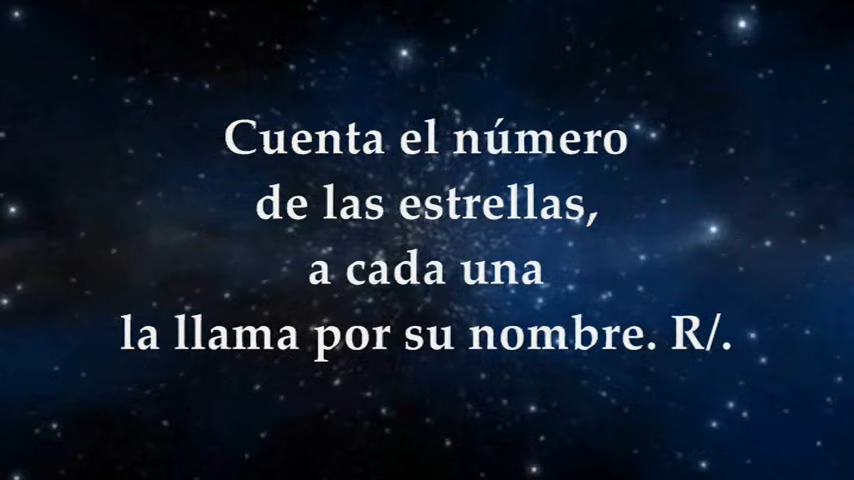 Cuenta el número
de las estrellas,
a cada una
la llama por su nombre. R/.